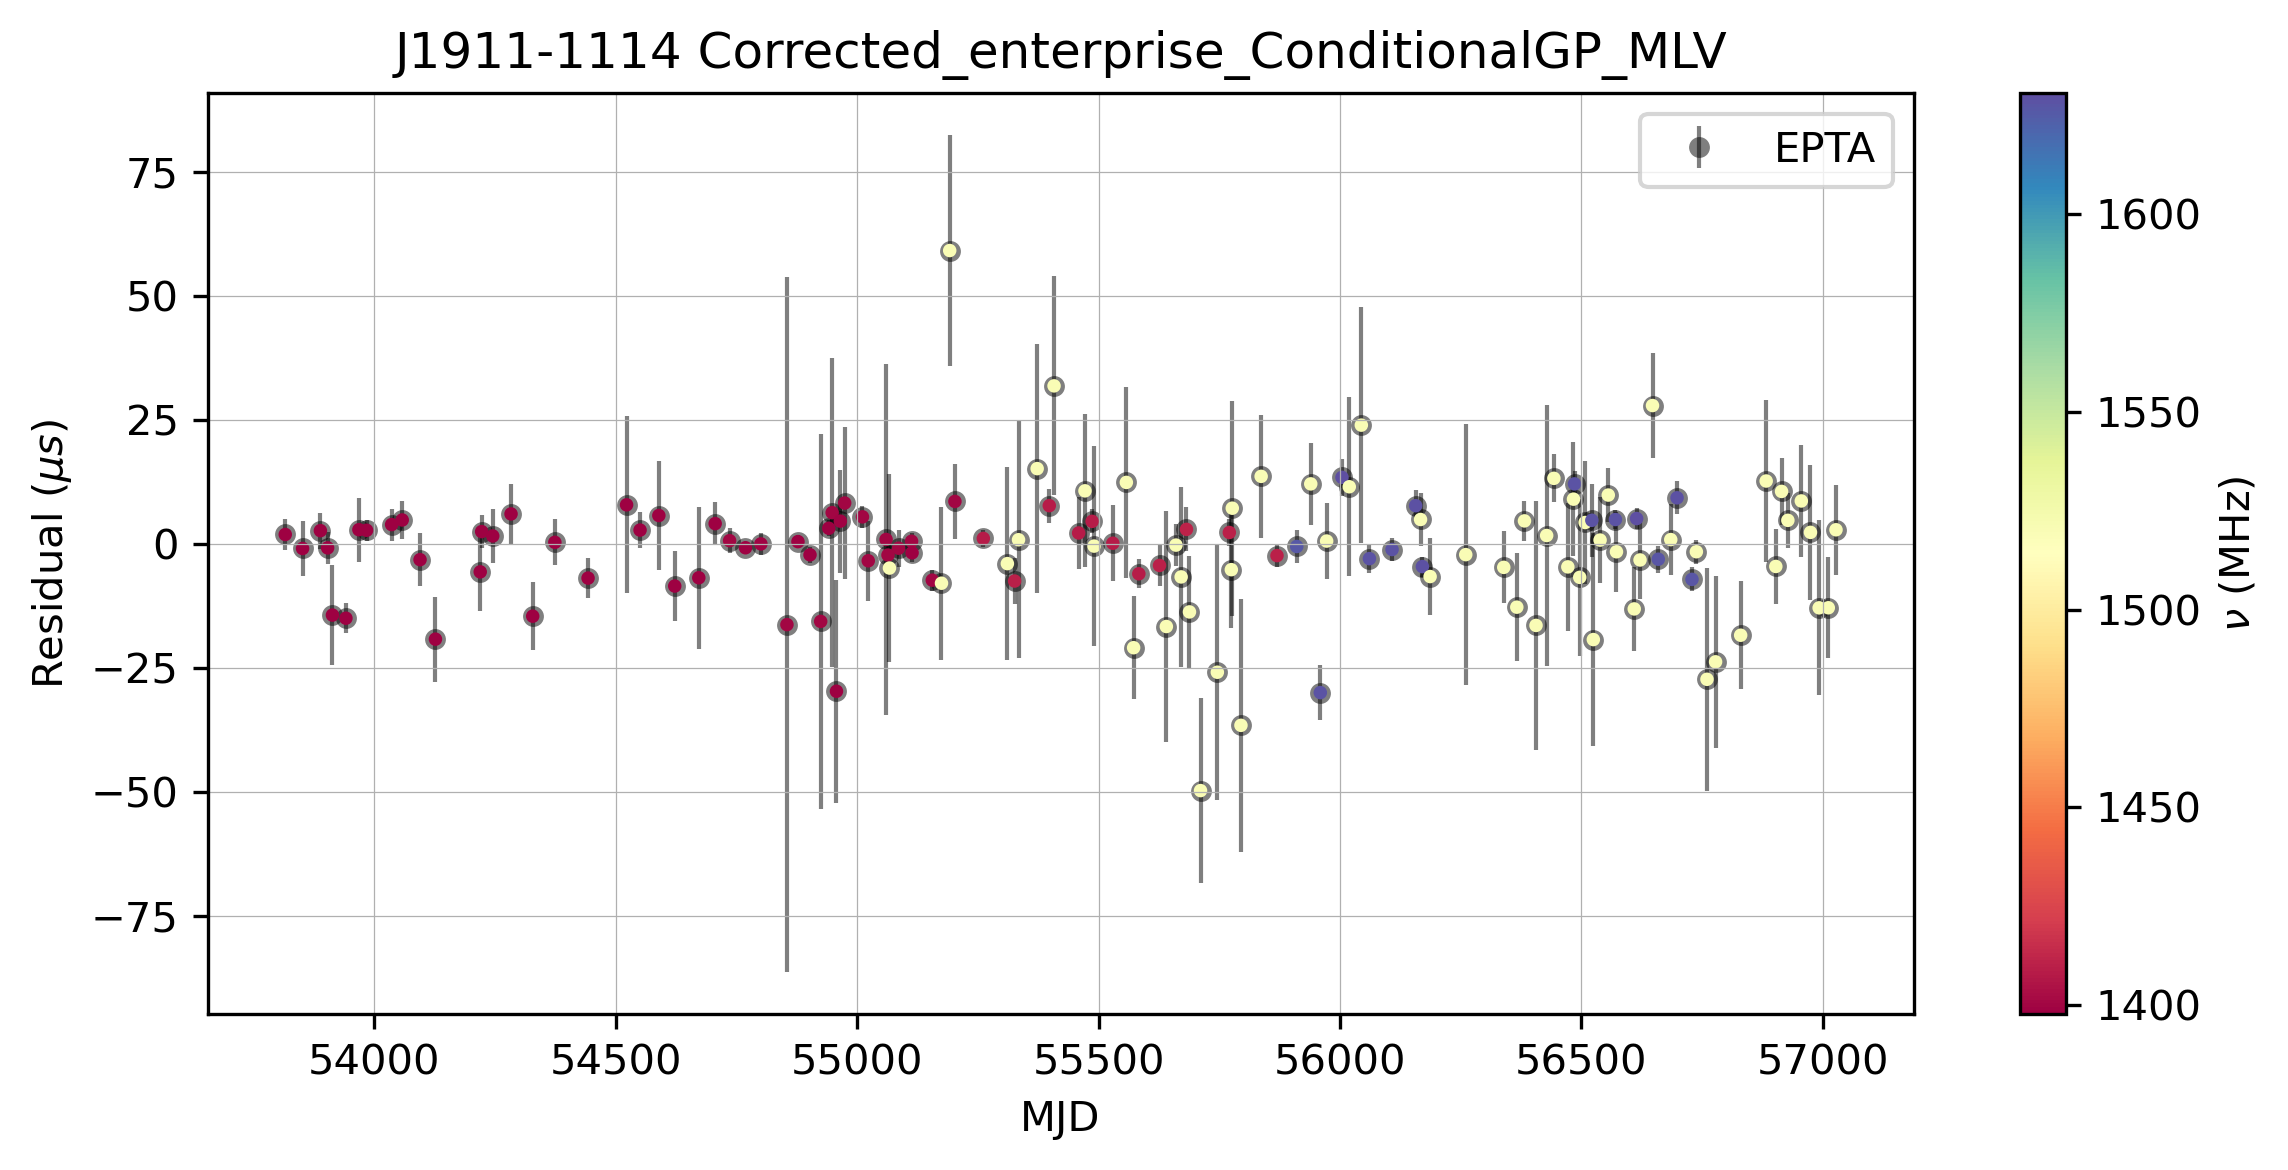 J1911-1114 Corrected_enterprise_ConditionalGP_MLV
EPTA
Residual (μs)
75
50
25
0
−25
−50
−75
54000 54500 55000 55500 56000 56500 57000
MJD
1600
1550
1500
1450
1400
ν (MHz)